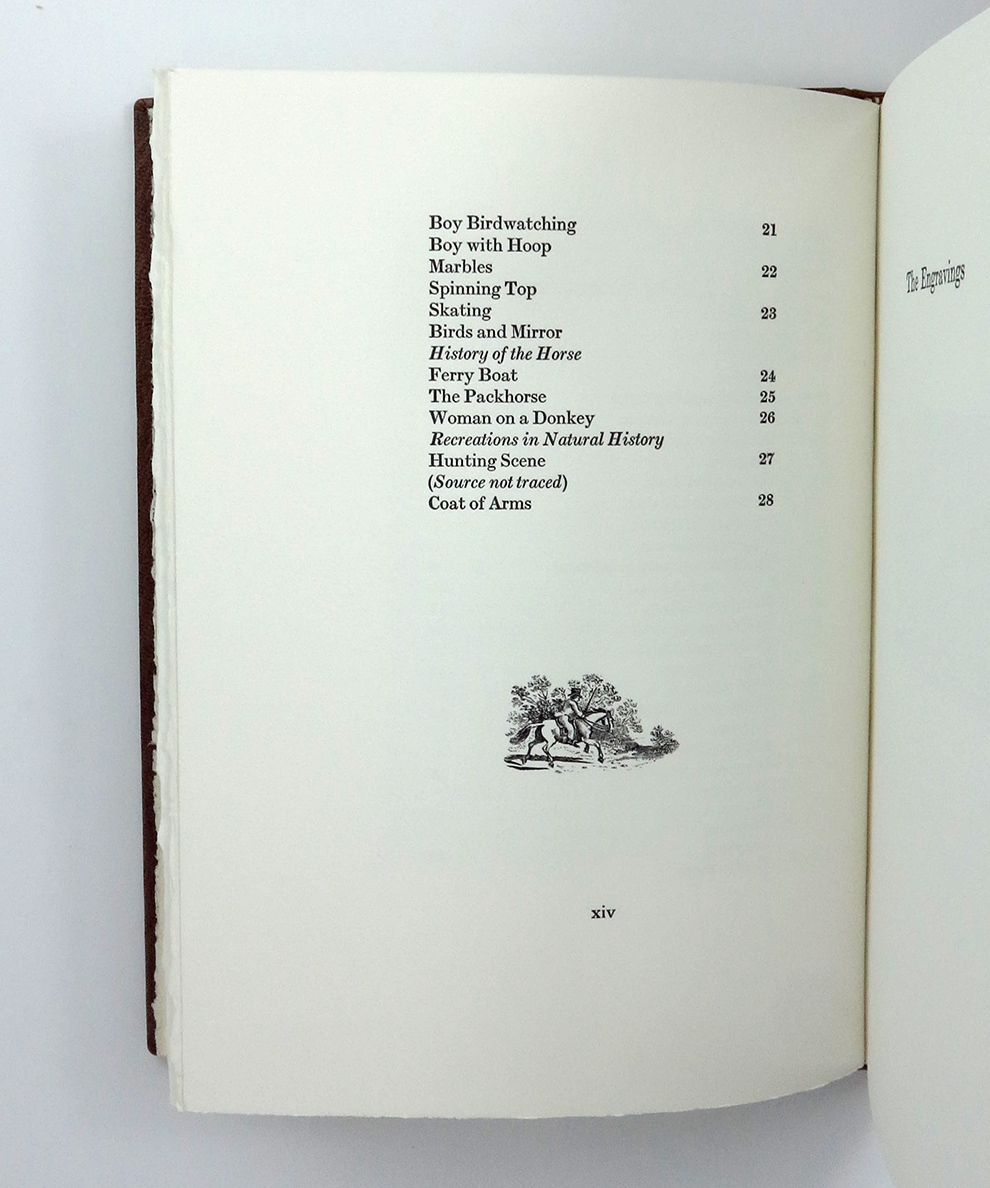 Boy Birdwatching 21
Boy with Hoop
Marbles 22
Spinning Top
Skating 23
Birds and Mirror
History of the Horse
Ferry Boat 24
The Packhorse 25
Woman on a Donkey 26
Recreations in Natural History
Hunting Scene 27
(Source not traced)
Coat of Arms 28
xiv
The Engravings